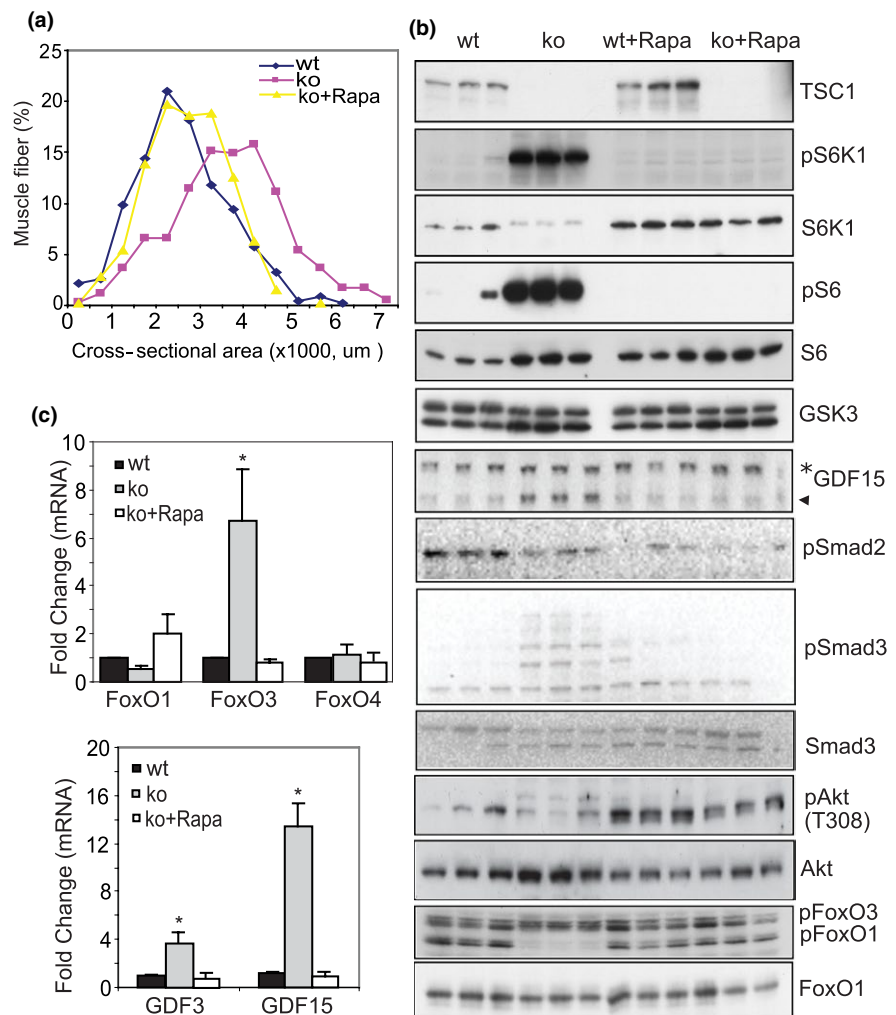 (a)
wt
ko
ko+Rapa
Muscle fiber (%)
25
20
15
10
5
0
0 1 2 3 4 5 6 7
Cross-sectional area (x1000, um )
(b)
wt ko wt+Rapa ko+Rapa
TSC1
pS6K1
S6K1
pS6
S6
GSK3
*GDF15
◄
pSmad2
pSmad3
Smad3
pAkt
(T308)
Akt
pFoxO3
pFoxO1
FoxO1
(c)
Fold Change (mRNA)
10
8
6
4
2
0
wt
ko
ko+Rapa
*
FoxO1 FoxO3 FoxO4
Fold Change (mRNA)
20
16
12
8
4
0
wt
ko
ko+Rapa
*
*
GDF3 GDF15